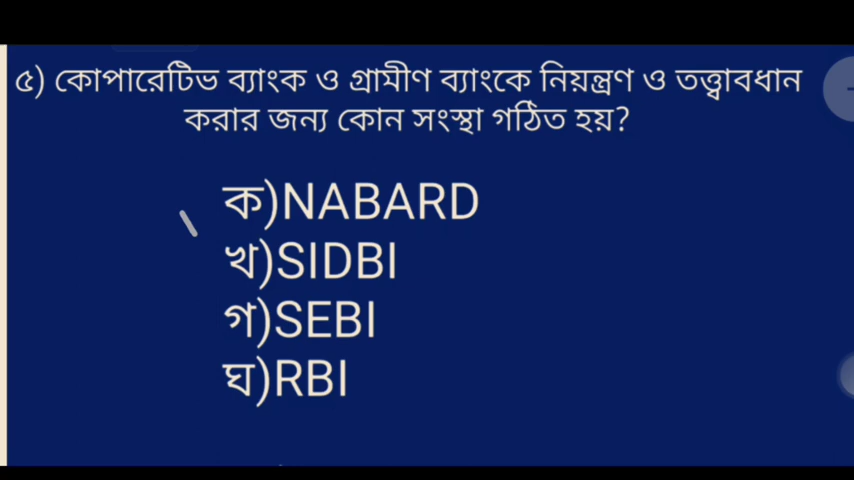 ৫) কোপারেটিভ ব্যাংক ও গ্রামীণ ব্যাংকে নিয়ন্ত্রণ ও তত্ত্বাবধান
করার জন্য কোন সংস্থা গঠিত হয়?
ক)NABARD
খ)SIDBI
গ)SEBI
ঘ)RBI